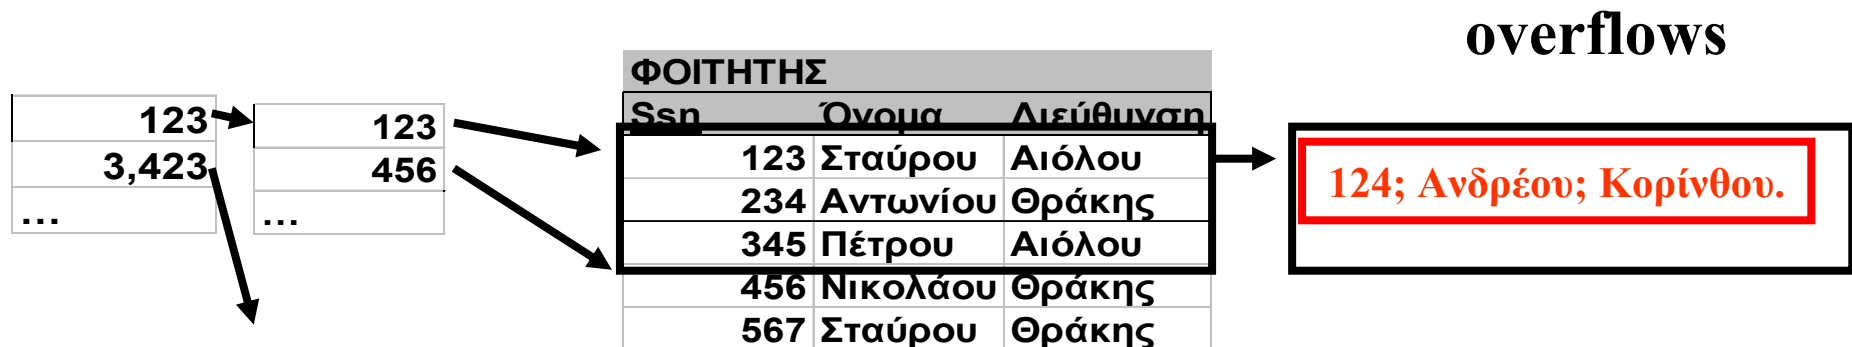 overflows
123
3,423
...
123
456
...
ΦΟΙΤΗΤΗΣ
Ssn Όνομα Διεύθυνση
123 Σταύρου Αιόλου
234 Αντωνίου Θράκης
345 Πέτρου Αιόλου
456 Νικολάου Θράκης
567 Σταύρου Θράκης
124; Ανδρέου; Κορίνθου.